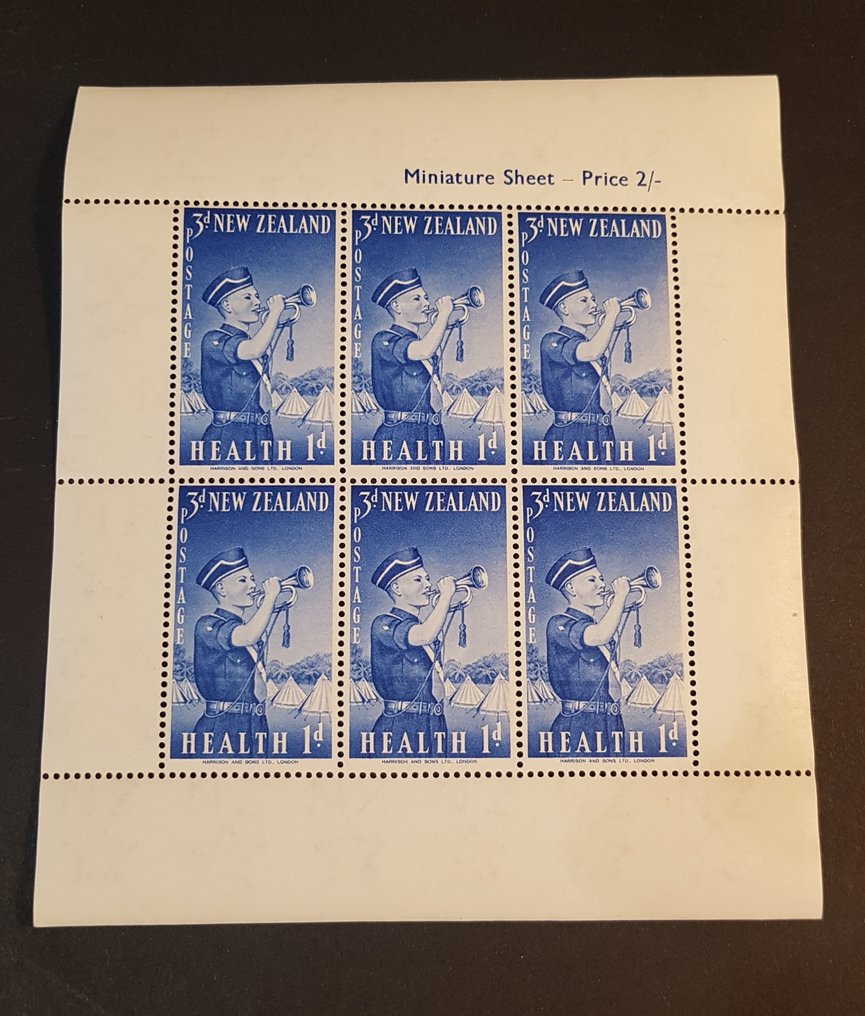 Miniature Sheet – Price 2/-
3d NEW ZEALAND
POSTAGE
HEALTH 1d
HARRISON AND SONS LTD, LONDON
3d NEW ZEALAND
POSTAGE
HEALTH 1d
HARRISON AND SONS LTD, LONDON
3d NEW ZEALAND
POSTAGE
HEALTH 1d
HARRISON AND SONS LTD, LONDON
3d NEW ZEALAND
POSTAGE
HEALTH 1d
HARRISON AND SONS LTD, LONDON
3d NEW ZEALAND
POSTAGE
HEALTH 1d
HARRISON AND SONS LTD, LONDON
3d NEW ZEALAND
POSTAGE
HEALTH 1d
HARRISON AND SONS LTD, LONDON